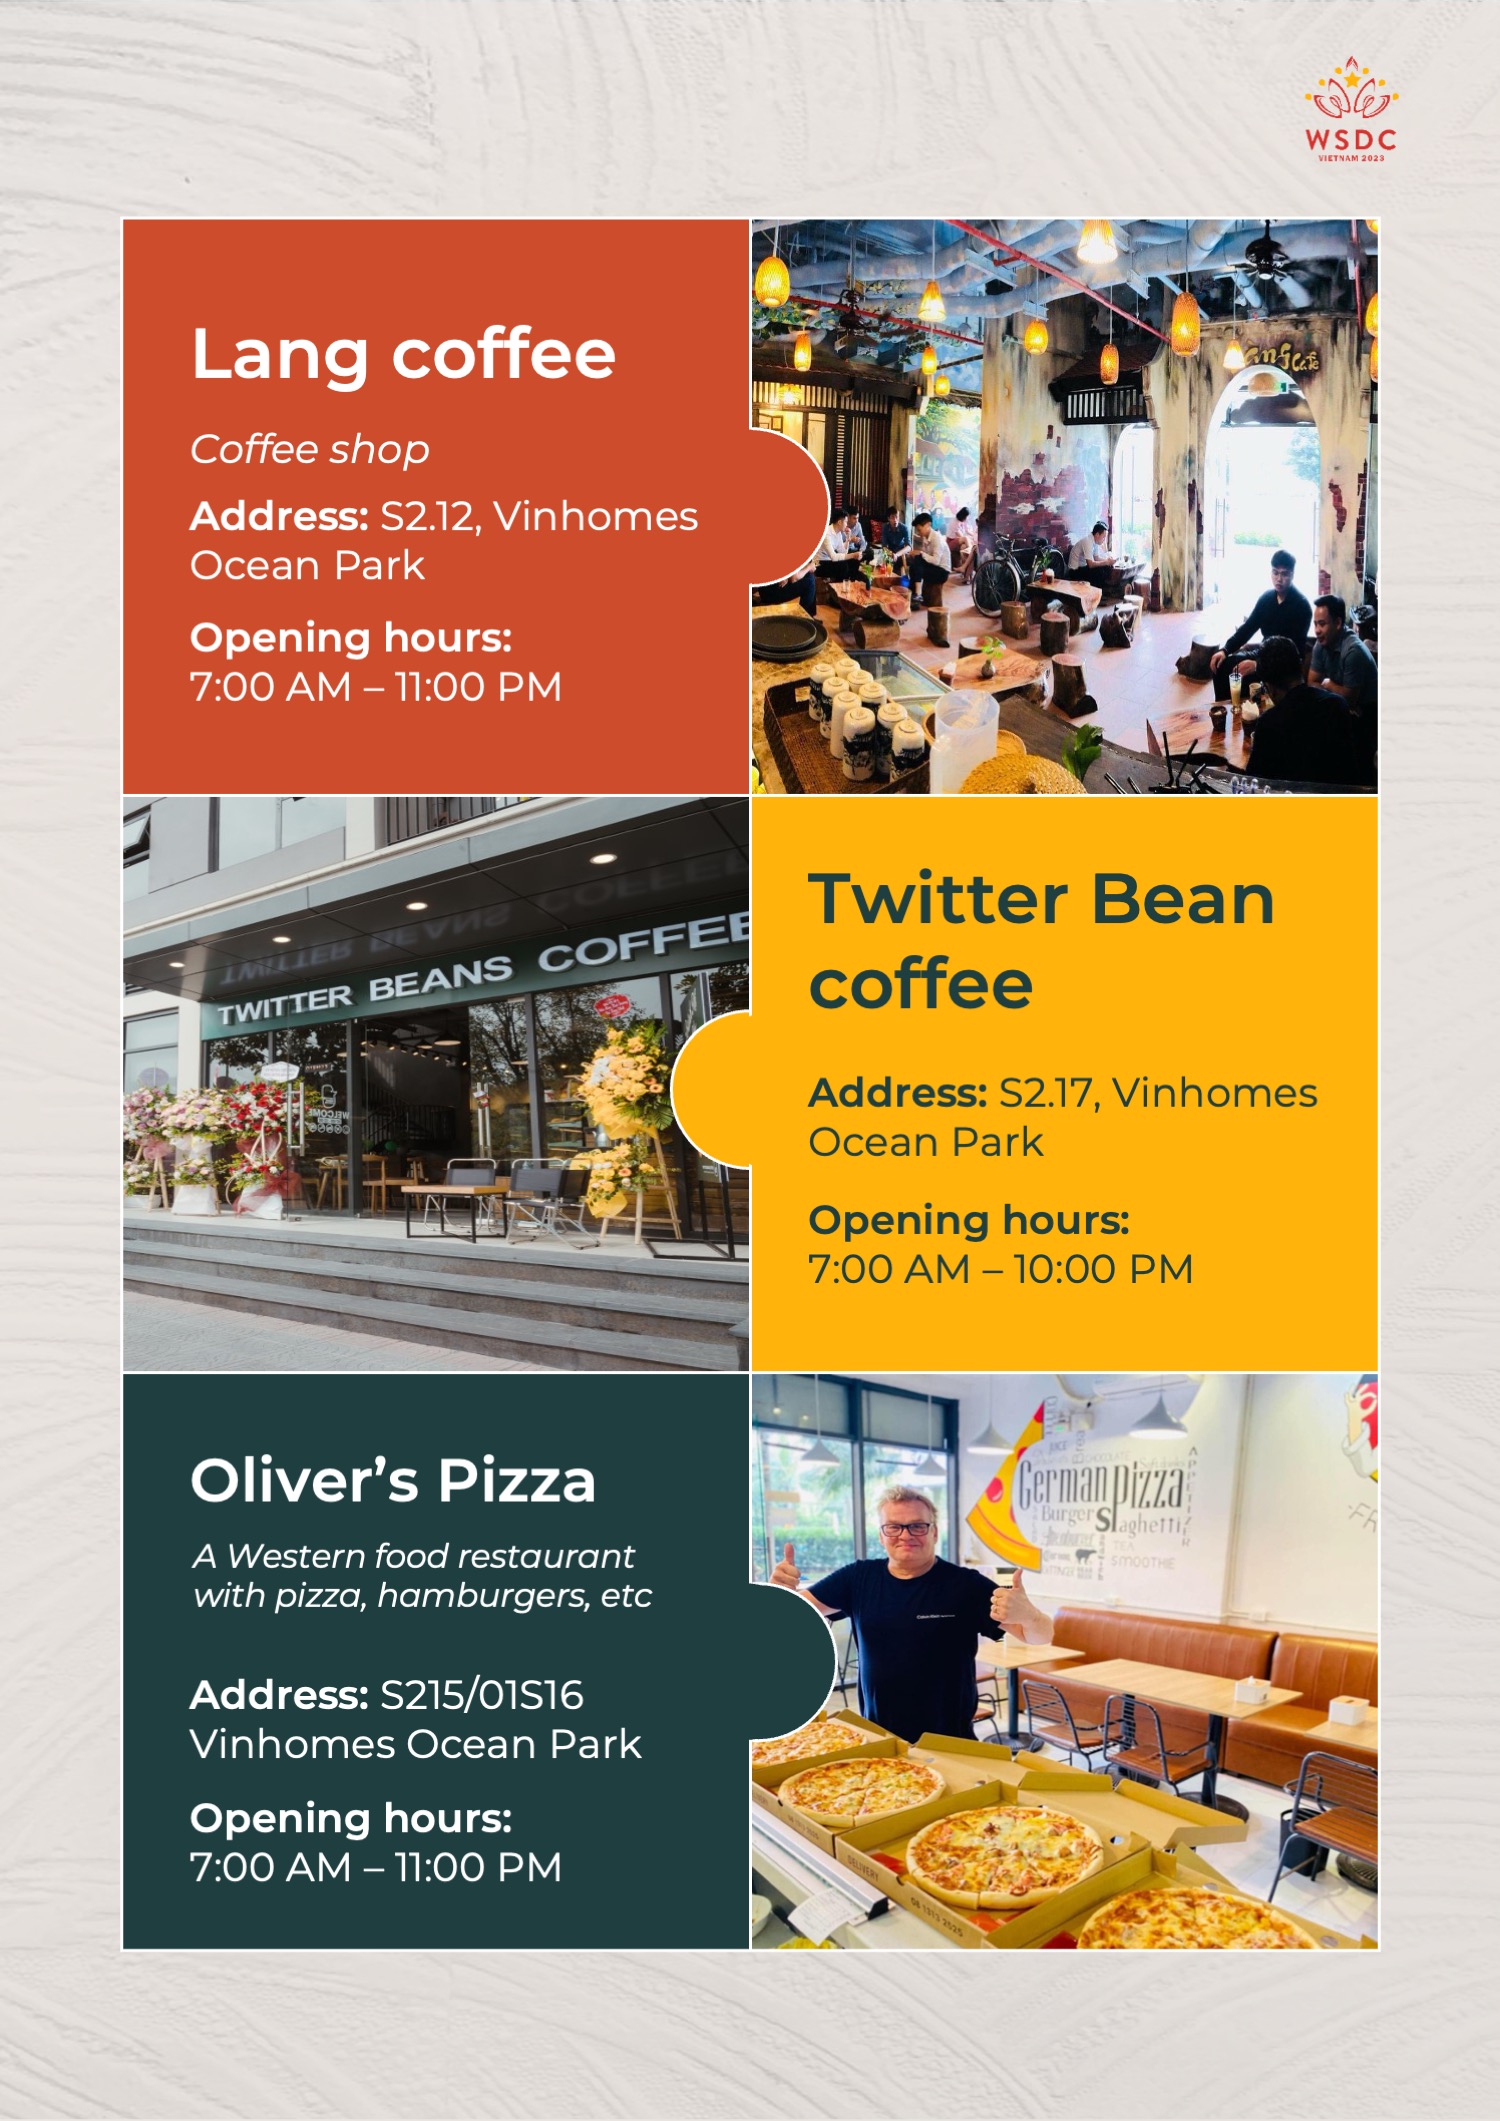 WSDC
VIETNAM 2023
Lang coffee
Coffee shop
Address: S2.12, Vinhomes
Ocean Park
Opening hours:
7:00 AM – 11:00 PM
TWITTER BEANS COFFEE
WELCOME
Twitter Bean
coffee
Address: S2.17, Vinhomes
Ocean Park
Opening hours:
7:00 AM – 10:00 PM
Oliver's Pizza
A Western food restaurant
with pizza, hamburgers, etc
Address: S215/01S16
Vinhomes Ocean Park
Opening hours:
7:00 AM – 11:00 PM
German Pizza
Burger Spaghetti
TEA
SMOOTHIE
DELIVERY